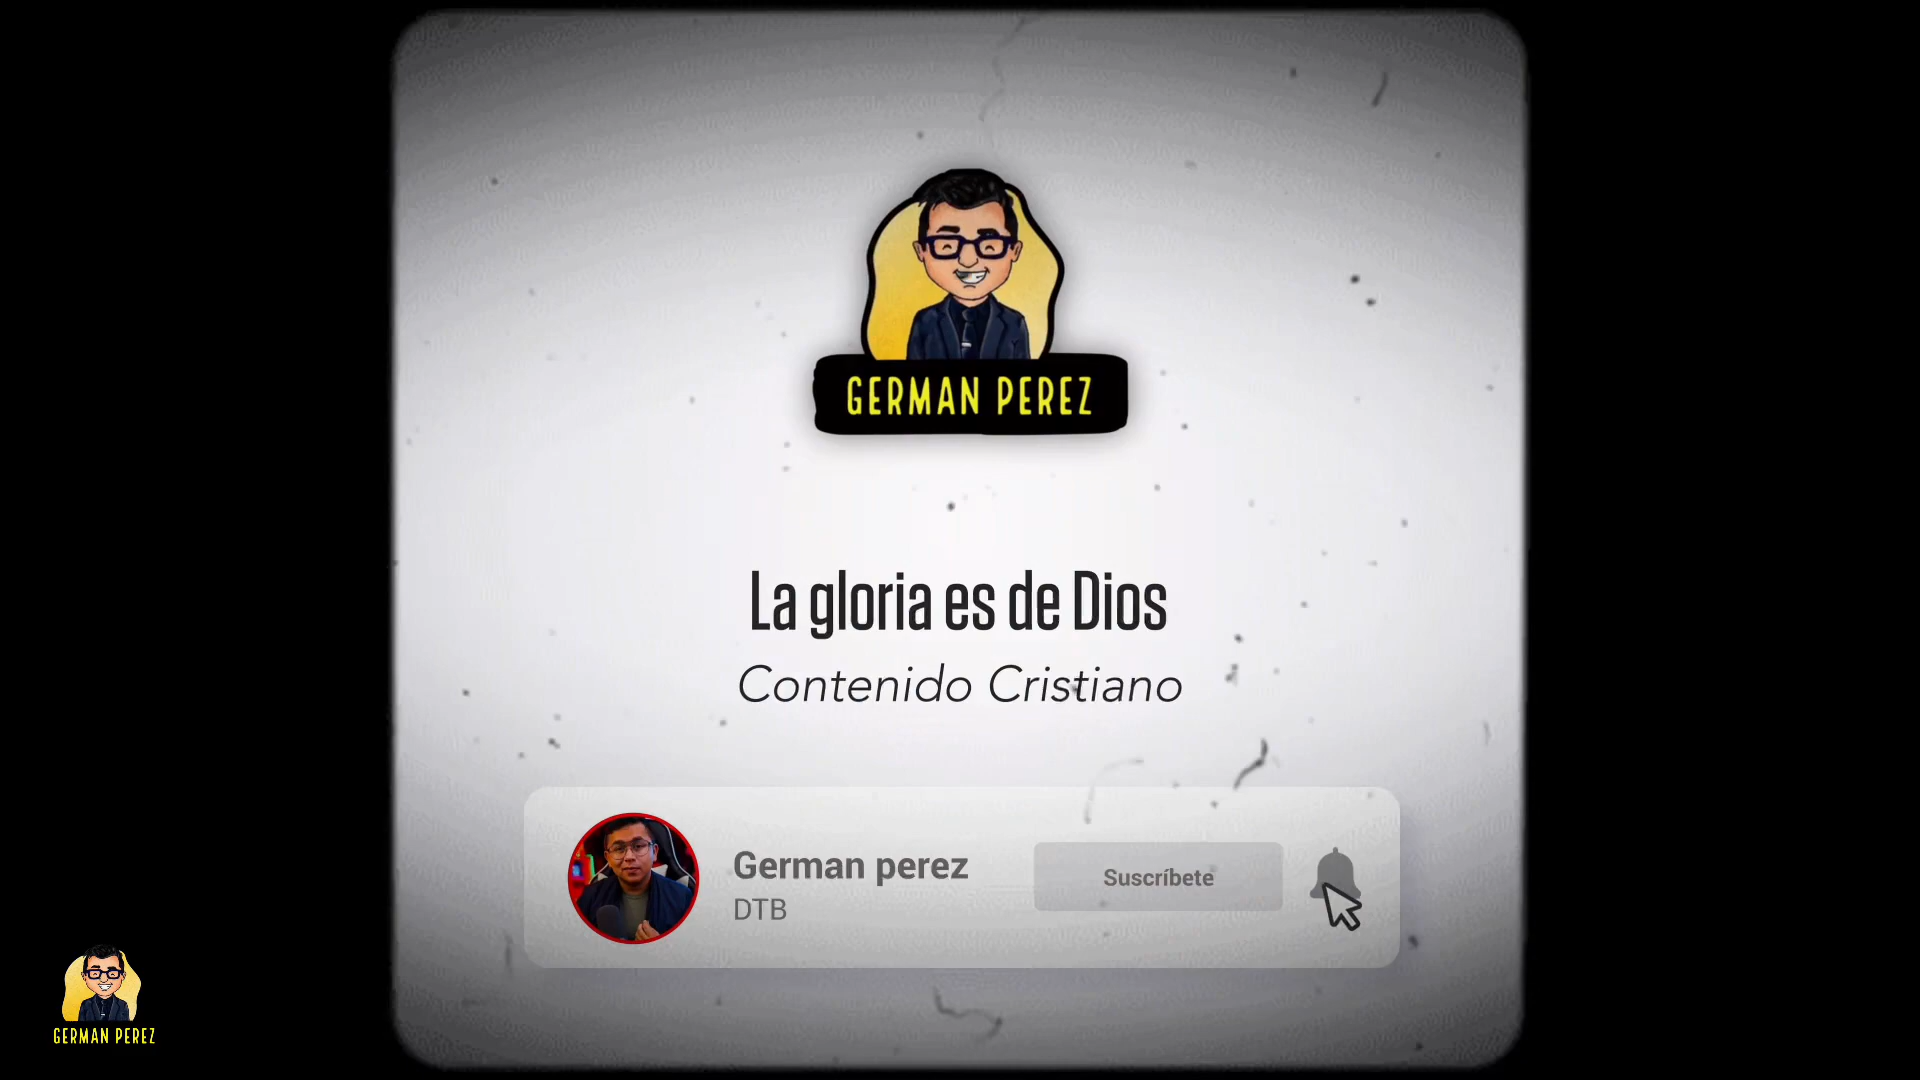 GERMAN PEREZ
La gloria es de Dios
Contenido Cristiano
German perez
DTB
Suscríbete
GERMAN PEREZ